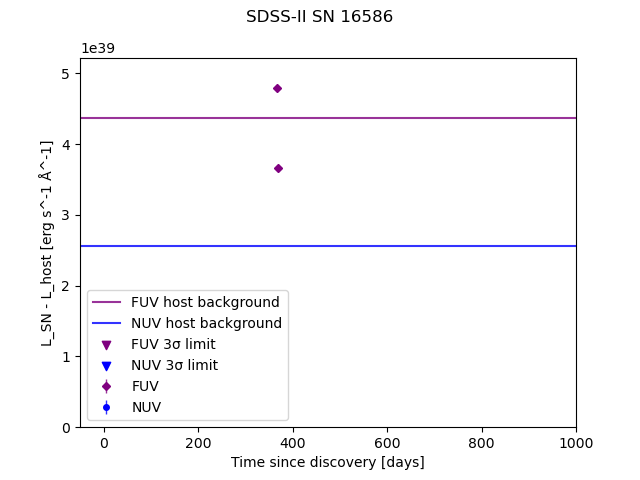 SDSS-II SN 16586
1e39
5
4
3
2
1
0
L_SN - L_host [erg s^-1 Å^-1]
FUV host background
NUV host background
FUV 3σ limit
NUV 3σ limit
FUV
NUV
0 200 400 600 800 1000
Time since discovery [days]